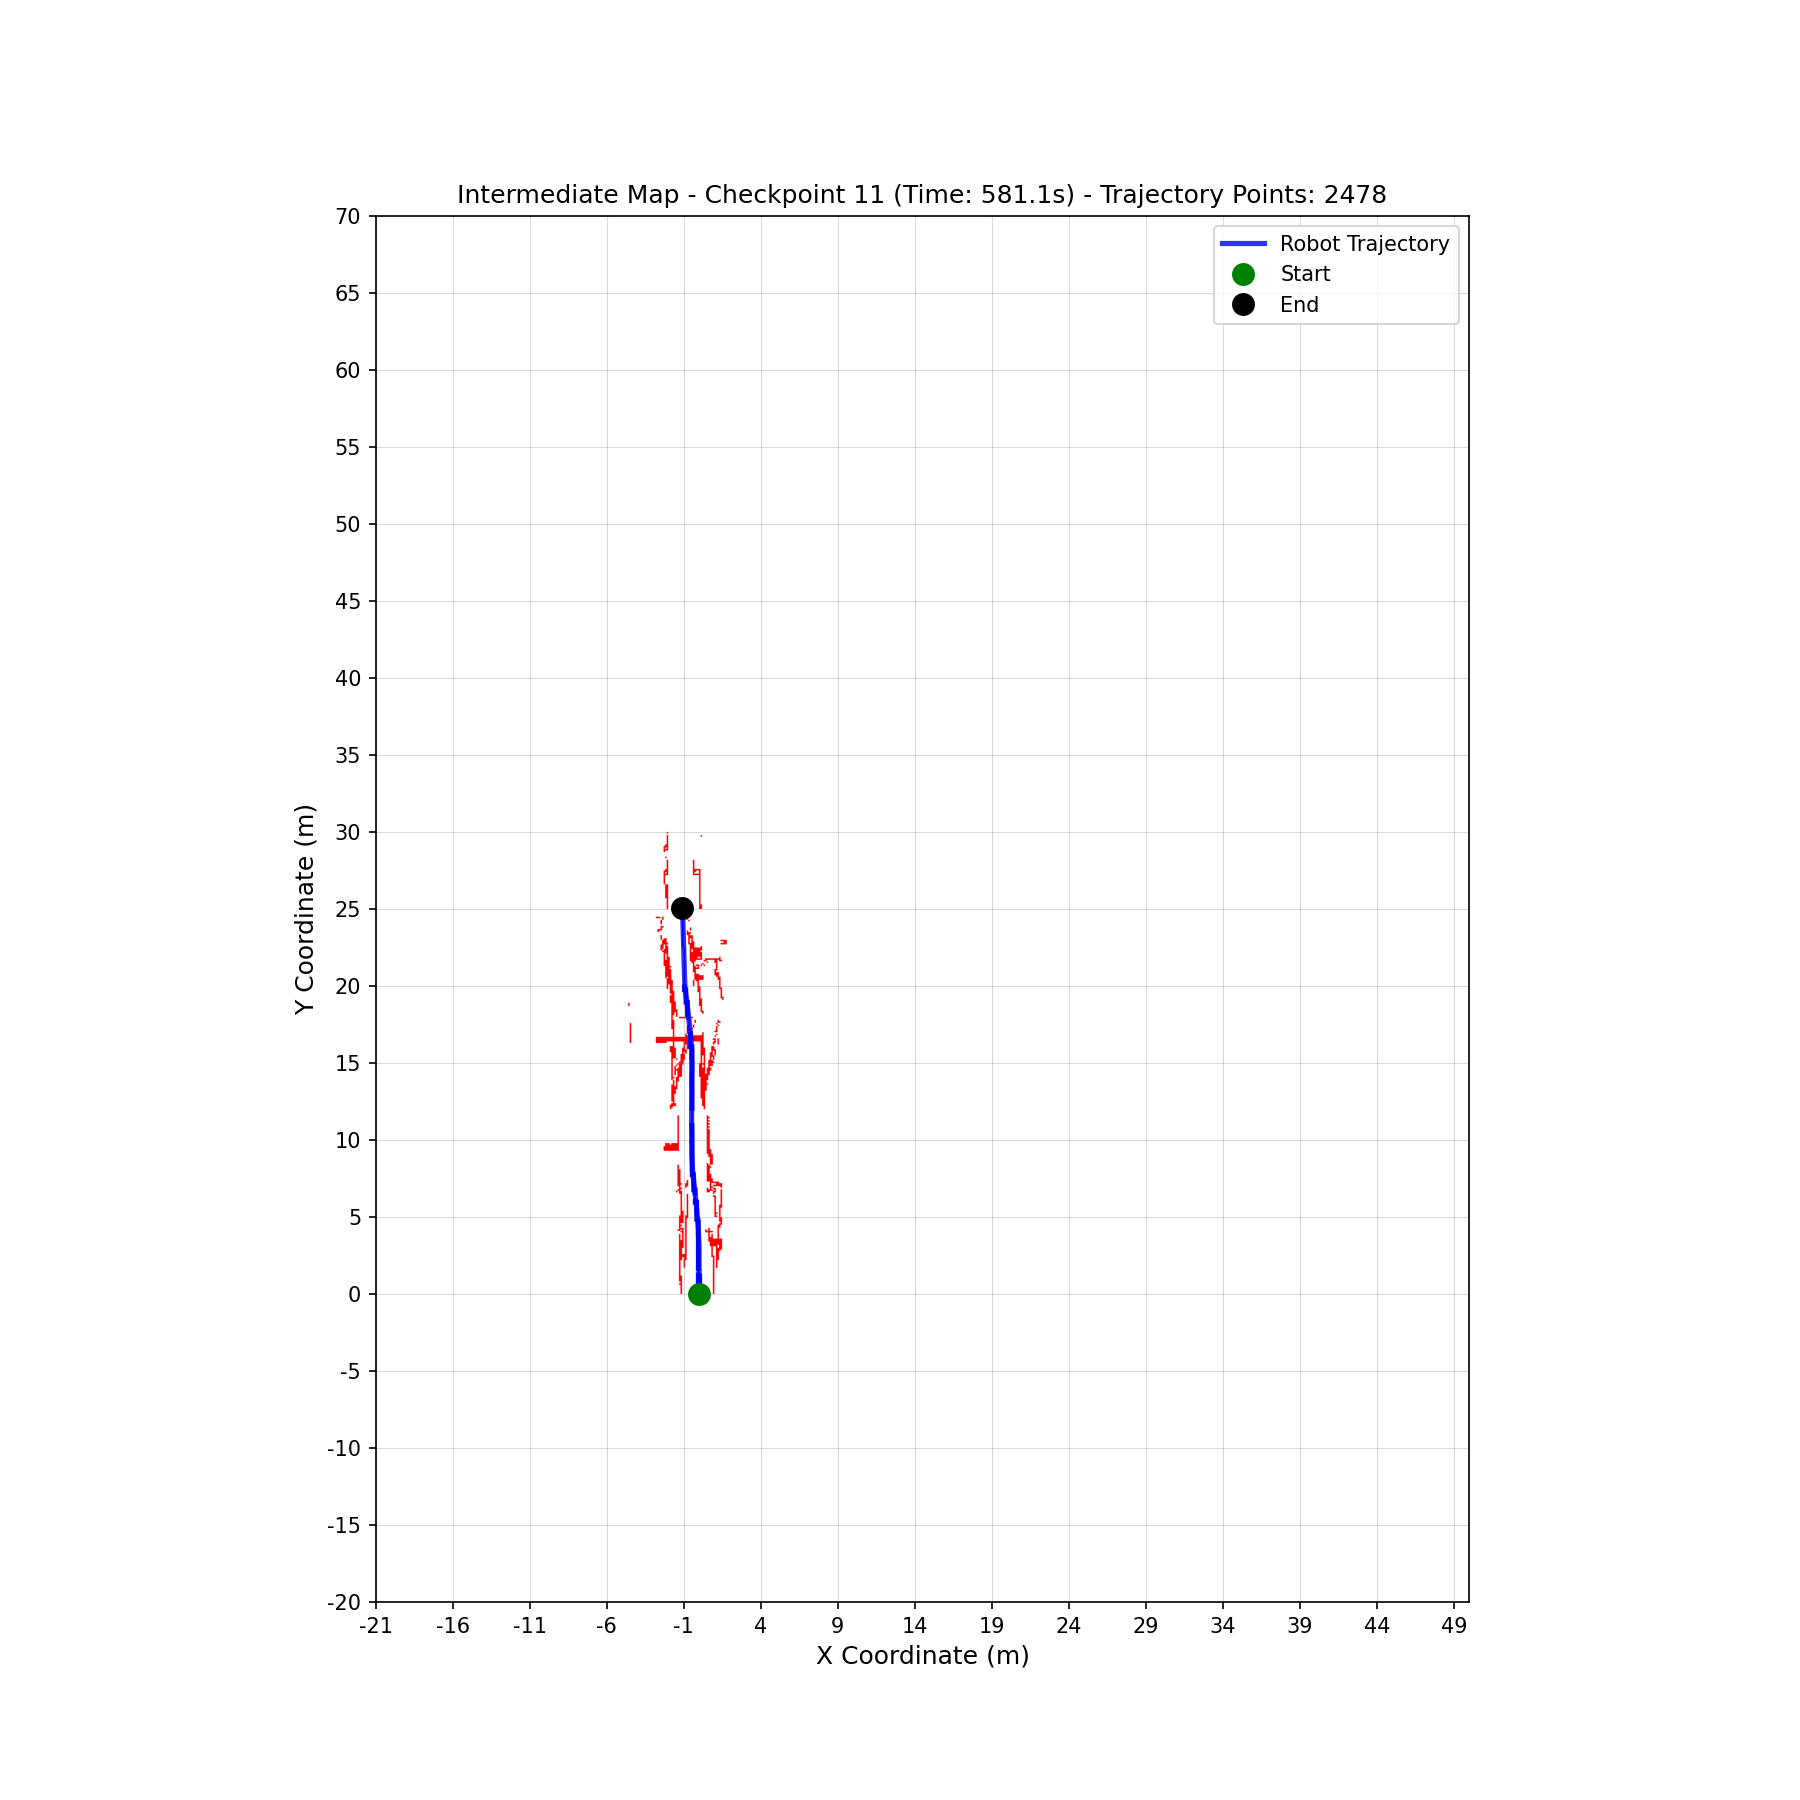 Intermediate Map - Checkpoint 11 (Time: 581.1s) - Trajectory Points: 2478
Robot Trajectory
Start
End
70
65
60
55
50
45
40
35
30
25
20
15
10
5
0
-5
-10
-15
-20
Y Coordinate (m)
-21 -16 -11 -6 -1 4 9 14 19 24 29 34 39 44 49
X Coordinate (m)